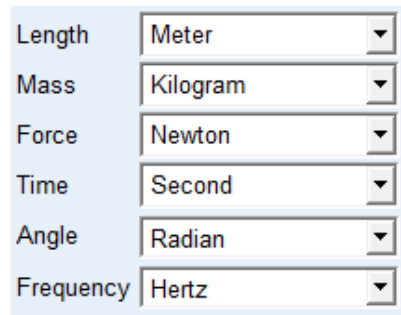 Length Meter
Mass Kilogram
Force Newton
Time Second
Angle Radian
Frequency Hertz